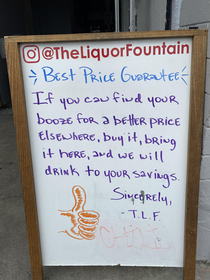 @TheLiquorFountain
Best Price Guarantee
If you can find your
booze for a better price
elsewhere, buy it, bring
it here, and we will
drink to your savings.
Sincerely,
- T.L.F.